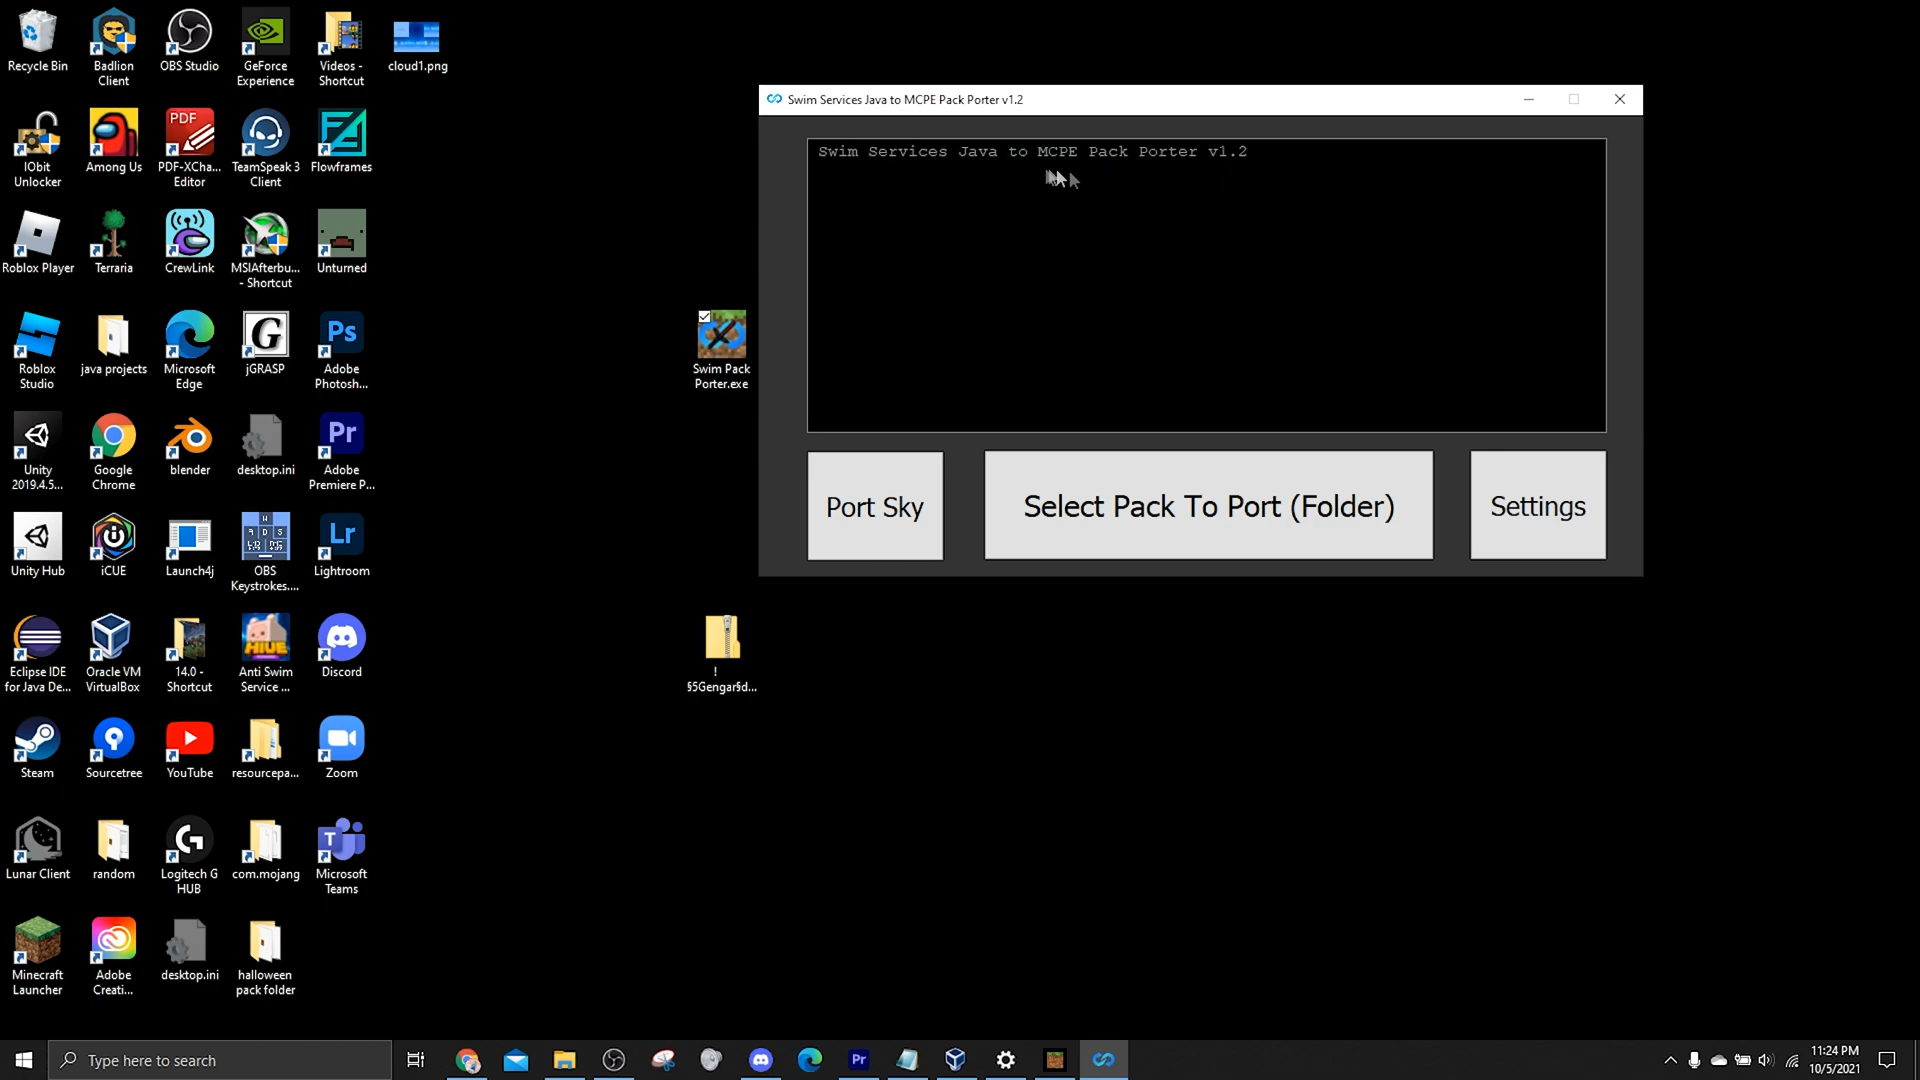 Recycle Bin
Badlion
Client
OBS Studio
GeForce
Experience
Videos -
Shortcut
cloud1.png
IObit
Unlocker
Among Us
PDF
PDF-XCha...
Editor
TeamSpeak 3
Client
Flowframes
Roblox Player
Terraria
CrewLink
MSIAfterbu...
- Shortcut
Unturned
Roblox
Studio
java projects
Microsoft
Edge
G
jGRASP
Ps
Adobe
Photosh...
Unity
2019.4.5...
Google
Chrome
blender
desktop.ini
Pr
Adobe
Premiere P...
Unity Hub
iCUE
Launch4j
OBS
Keystrokes....
Lr
Lightroom
Eclipse IDE
for Java De...
Oracle VM
VirtualBox
14.0 -
Shortcut
HIVE
Anti Swim
Service ...
Discord
Steam
Sourcetree
YouTube
resourcepa...
Zoom
Lunar Client
random
Logitech G
HUB
com.mojang
T
Microsoft
Teams
Minecraft
Launcher
Adobe
Creati...
desktop.ini
halloween
pack folder
Swim Pack
Porter.exe
!
§5Gengar§d...
Swim Services Java to MCPE Pack Porter v1.2
Swim Services Java to MCPE Pack Porter v1.2
Port Sky
Select Pack To Port (Folder)
Settings
Type here to search
Pr
11:24 PM
10/5/2021